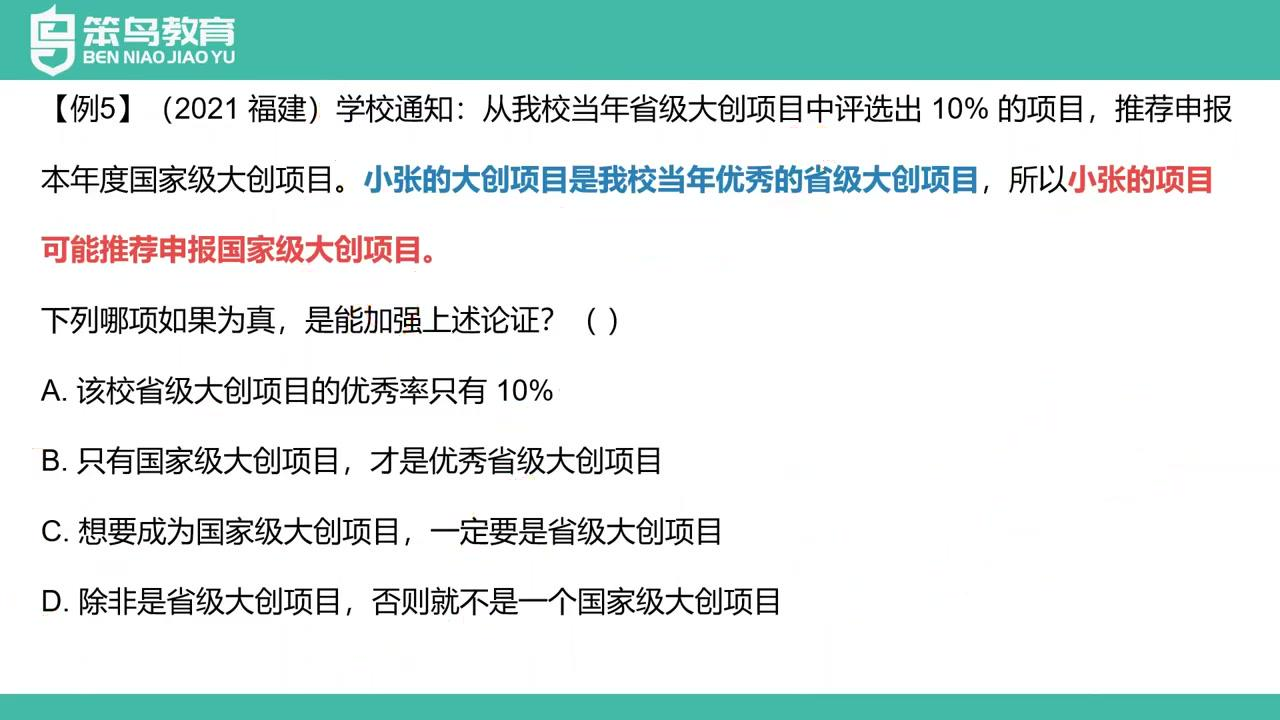 笨鸟教育
BEN NIAO JIAO YU
【例5】（2021 福建）学校通知：从我校当年省级大创项目中评选出 10% 的项目，推荐申报
本年度国家级大创项目。小张的大创项目是我校当年优秀的省级大创项目，所以小张的项目
可能推荐申报国家级大创项目。
下列哪项如果为真，是能加强上述论证？（ ）
A. 该校省级大创项目的优秀率只有 10%
B. 只有国家级大创项目，才是优秀省级大创项目
C. 想要成为国家级大创项目，一定要是省级大创项目
D. 除非是省级大创项目，否则就不是一个国家级大创项目